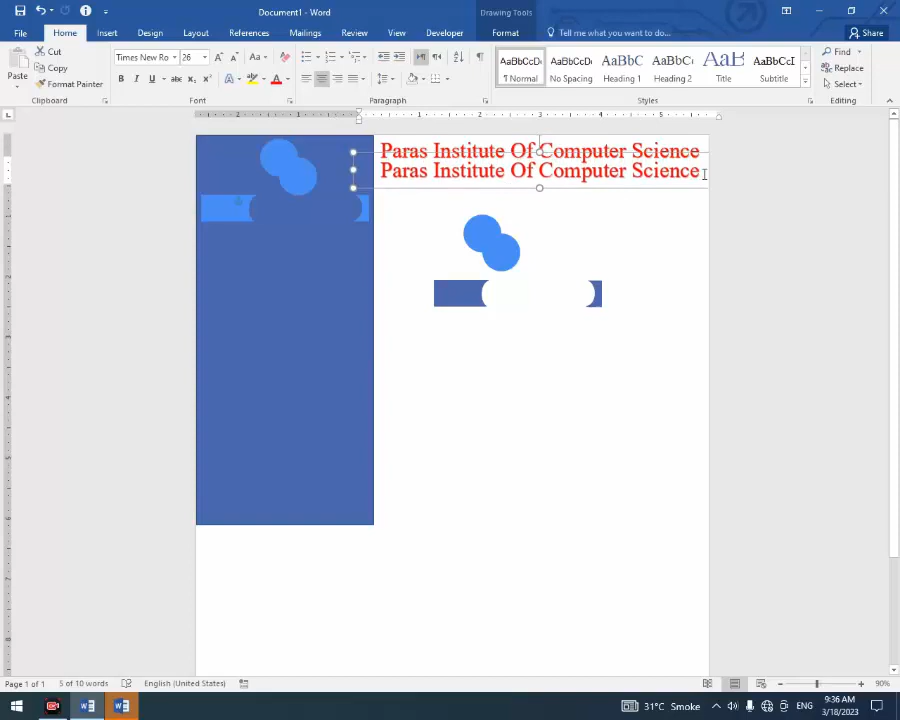 Document1 - Word
Drawing Tools
File
Home
Insert
Design
Layout
References
Mailings
Review
View
Developer
Format
Tell me what you want to do...
Share
Paste
Cut
Copy
Format Painter
Clipboard
Times New Ro
26
Font
Paragraph
AaBbCcDc
¶ Normal
AaBbCcDc
No Spacing
AaBbC
Heading 1
AaBbC
Heading 2
Title
AaBbCcD
Subtitle
Styles
Find
Replace
Select
Editing
Paras Institute Of Computer Science
Paras Institute Of Computer Science
Page 1 of 1
5 of 10 words
English (United States)
90%
31°C Smoke
ENG
9:36 AM
3/18/2023